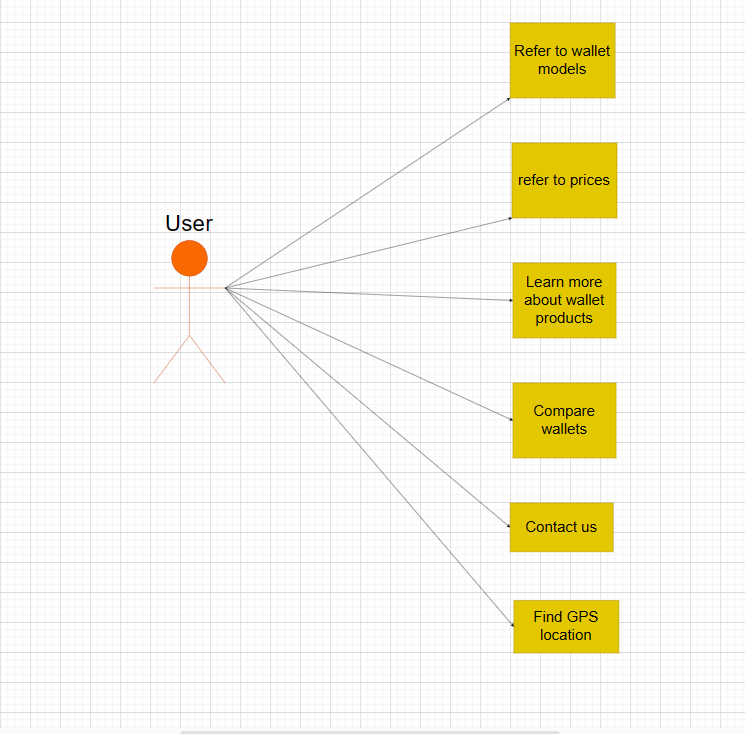 Refer to wallet
models
refer to prices
User
Learn more
about wallet
products
Compare
wallets
Contact us
Find GPS
location